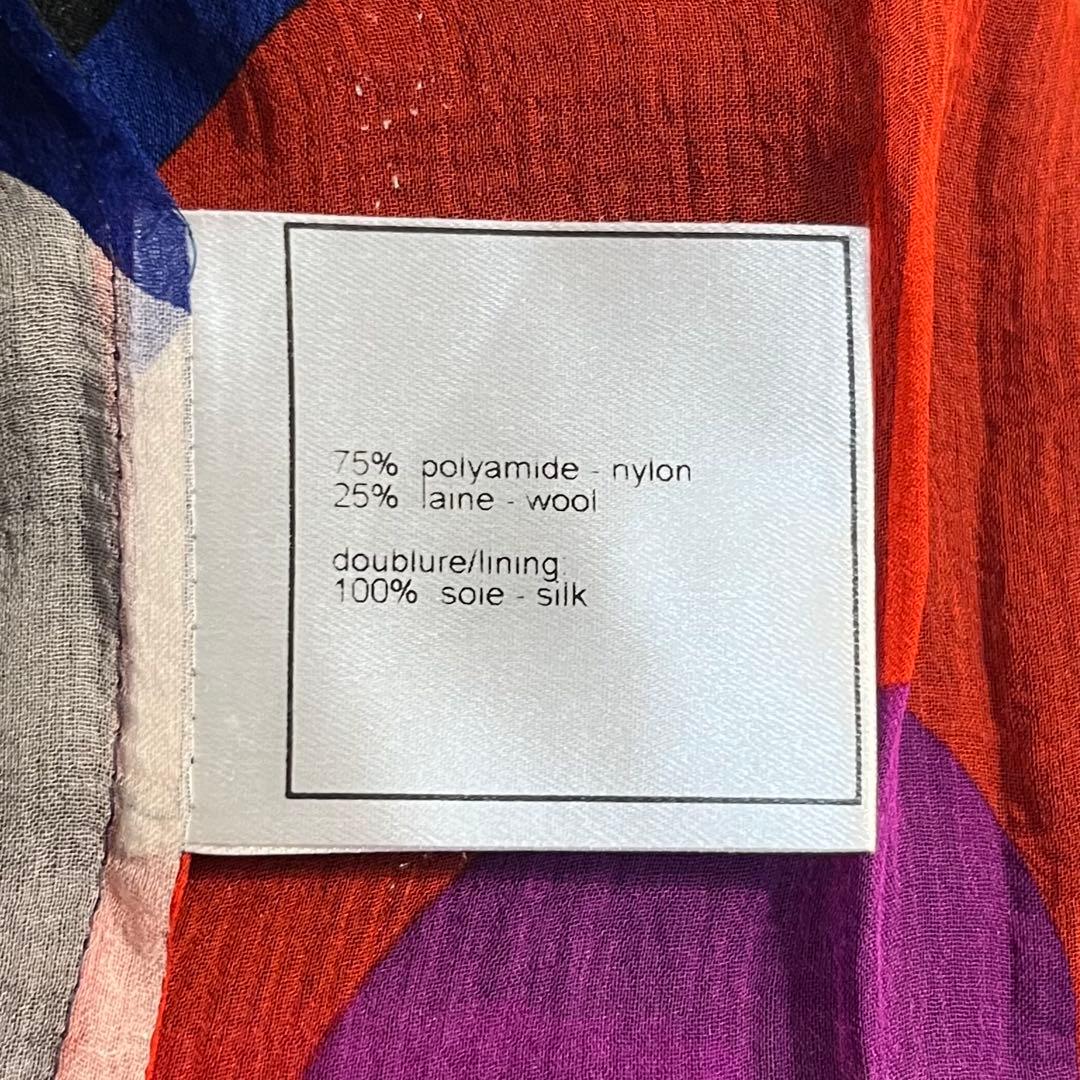 75% polyamide - nylon
25% laine - wool
doublure/lining:
100% soie - silk